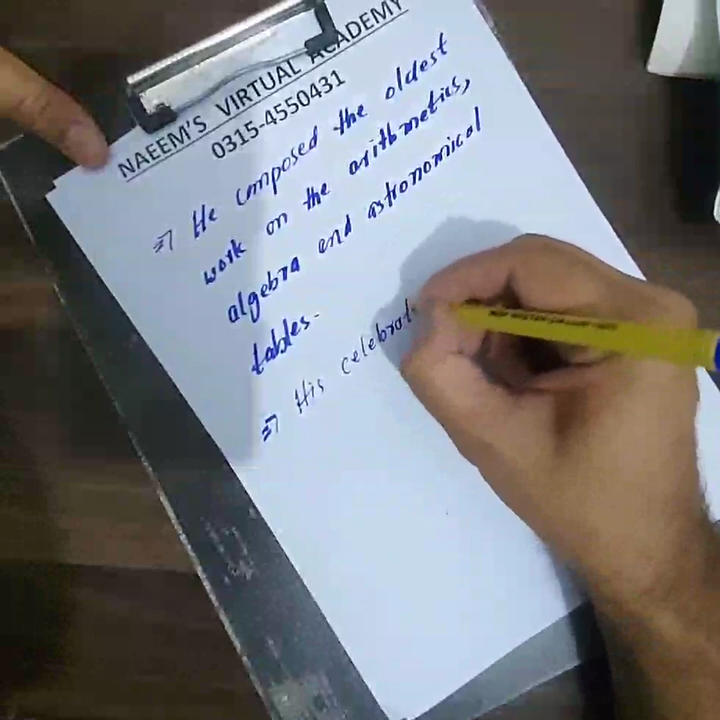 NAEEM'S VIRTUAL ACADEMY
0315-4550431
⇒ He composed the oldest
work on the arithmetics,
algebra and astronomical
tables.
⇒ His celebrat